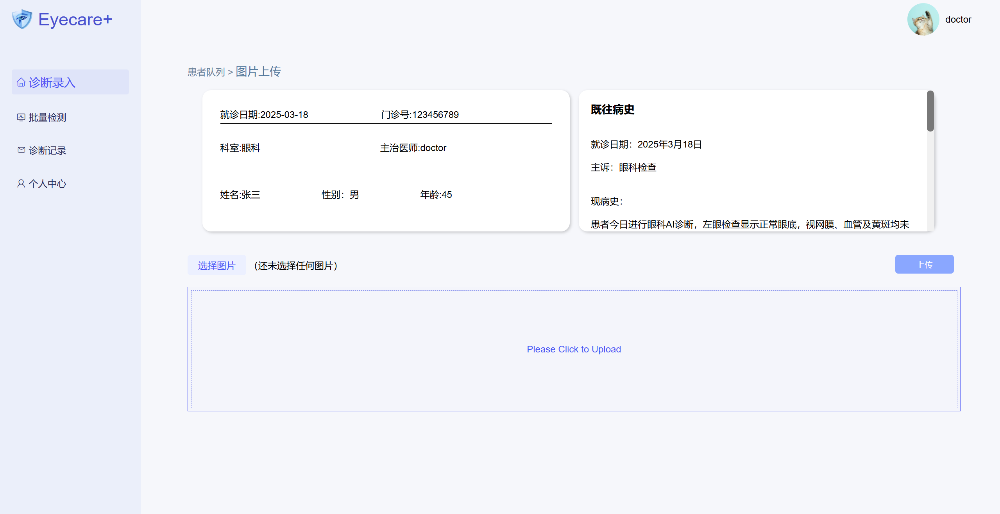 Eyecare+
doctor
诊断录入
批量检测
诊断记录
个人中心
患者队列 > 图片上传
就诊日期:2025-03-18 门诊号:123456789
科室:眼科 主治医师:doctor
姓名:张三 性别：男 年龄:45
既往病史
就诊日期：2025年3月18日
主诉：眼科检查
现病史：
患者今日进行眼科AI诊断，左眼检查显示正常眼底，视网膜、血管及黄斑均未
选择图片 （还未选择任何图片） 上传
Please Click to Upload